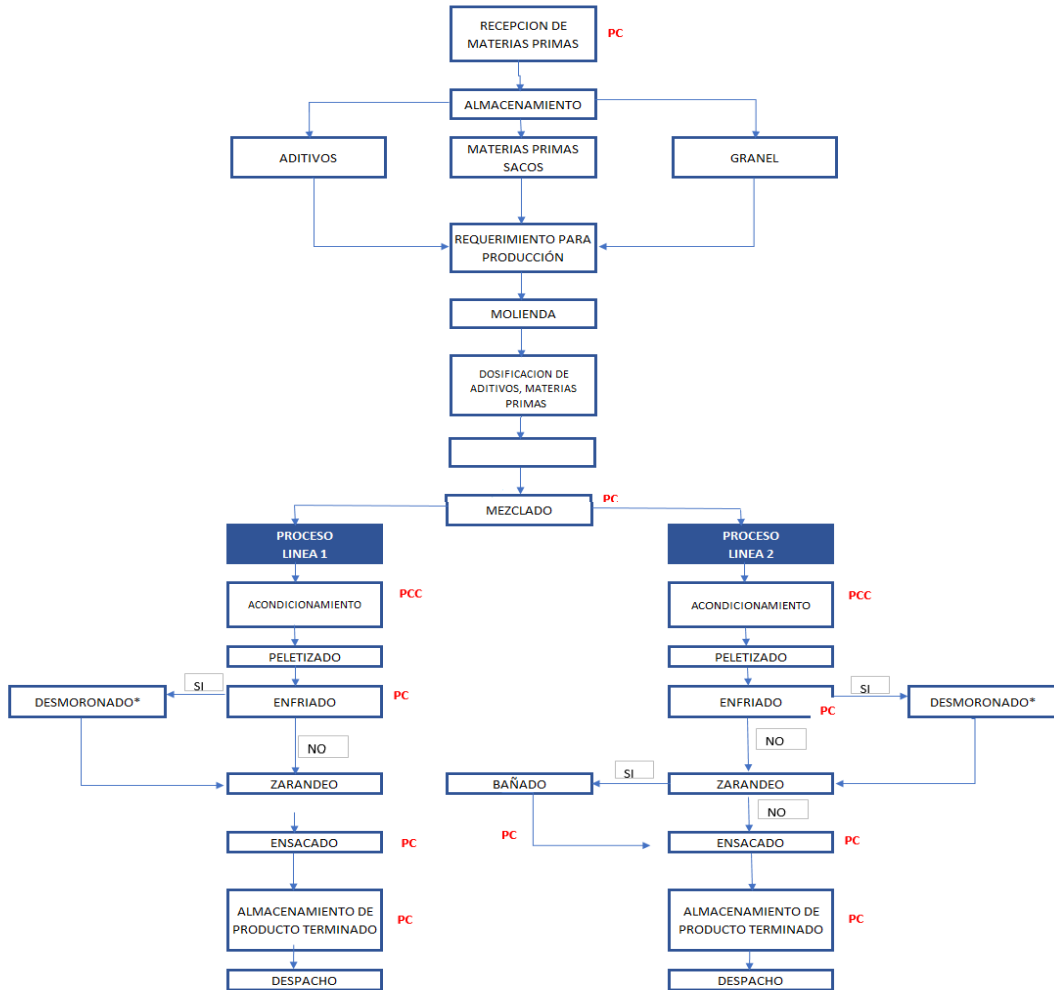 RECEPCION DE
MATERIAS PRIMAS
PC
ALMACENAMIENTO
ADITIVOS
MATERIAS PRIMAS
SACOS
GRANEL
REQUERIMIENTO PARA
PRODUCCIÓN
MOLIENDA
DOSIFICACION DE
ADITIVOS, MATERIAS
PRIMAS
MEZCLADO
PC
PROCESO
LINEA 1
ACONDICIONAMIENTO
PCC
PELETIZADO
SI
DESMORONADO*
ENFRIADO
PC
NO
ZARANDEO
ENSACADO
PC
ALMACENAMIENTO DE
PRODUCTO TERMINADO
PC
DESPACHO
PROCESO
LINEA 2
ACONDICIONAMIENTO
PCC
PELETIZADO
ENFRIADO
PC
SI
DESMORONADO*
NO
ZARANDEO
SI
BAÑADO
PC
NO
ENSACADO
PC
ALMACENAMIENTO DE
PRODUCTO TERMINADO
PC
DESPACHO